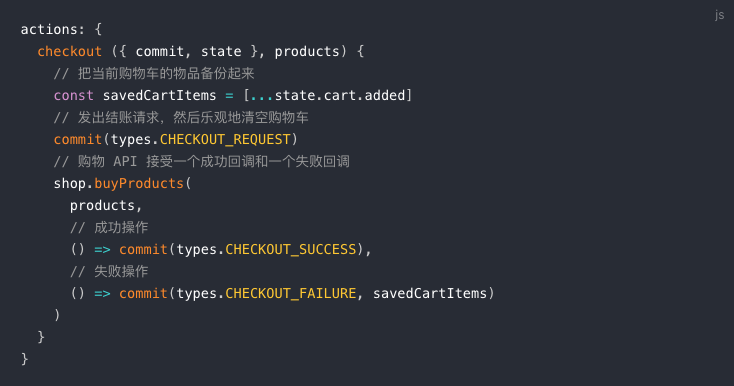 js
actions: {
  checkout ({ commit, state }, products) {
    // 把当前购物车的物品备份起来
    const savedCartItems = [...state.cart.added]
    // 发出结账请求，然后乐观地清空购物车
    commit(types.CHECKOUT_REQUEST)
    // 购物 API 接受一个成功回调和一个失败回调
    shop.buyProducts(
      products,
      // 成功操作
      () => commit(types.CHECKOUT_SUCCESS),
      // 失败操作
      () => commit(types.CHECKOUT_FAILURE, savedCartItems)
    )
  }
}